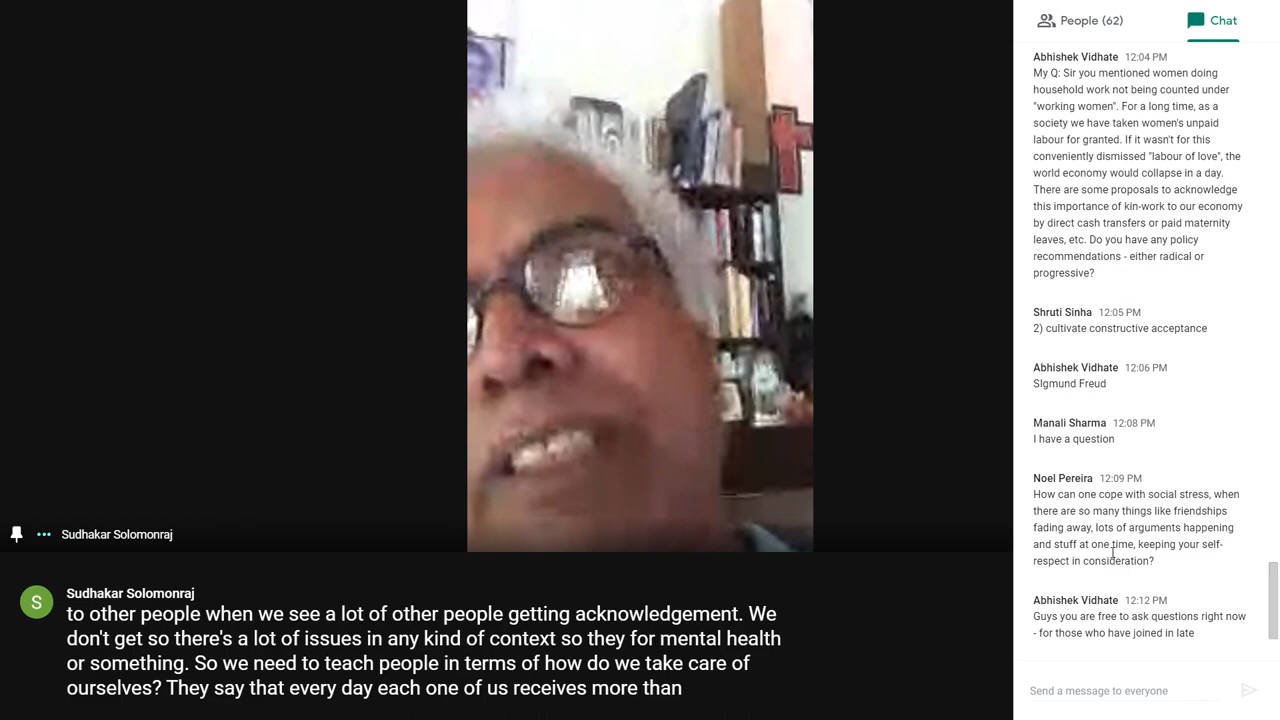 Sudhakar Solomonraj
Sudhakar Solomonraj
S
to other people when we see a lot of other people getting acknowledgement. We
don't get so there's a lot of issues in any kind of context so they for mental health
or something. So we need to teach people in terms of how do we take care of
ourselves? They say that every day each one of us receives more than
People (62)
Chat
Abhishek Vidhate 12:04 PM
My Q: Sir you mentioned women doing
household work not being counted under
"working women". For a long time, as a
society we have taken women's unpaid
labour for granted. If it wasn't for this
conveniently dismissed "labour of love", the
world economy would collapse in a day.
There are some proposals to acknowledge
this importance of kin-work to our economy
by direct cash transfers or paid maternity
leaves, etc. Do you have any policy
recommendations - either radical or
progressive?
Shruti Sinha 12:05 PM
2) cultivate constructive acceptance
Abhishek Vidhate 12:06 PM
SIgmund Freud
Manali Sharma 12:08 PM
I have a question
Noel Pereira 12:09 PM
How can one cope with social stress, when
there are so many things like friendships
fading away, lots of arguments happening
and stuff at one time, keeping your self-
respect in consideration?
Abhishek Vidhate 12:12 PM
Guys you are free to ask questions right now
- for those who have joined in late
Send a message to everyone